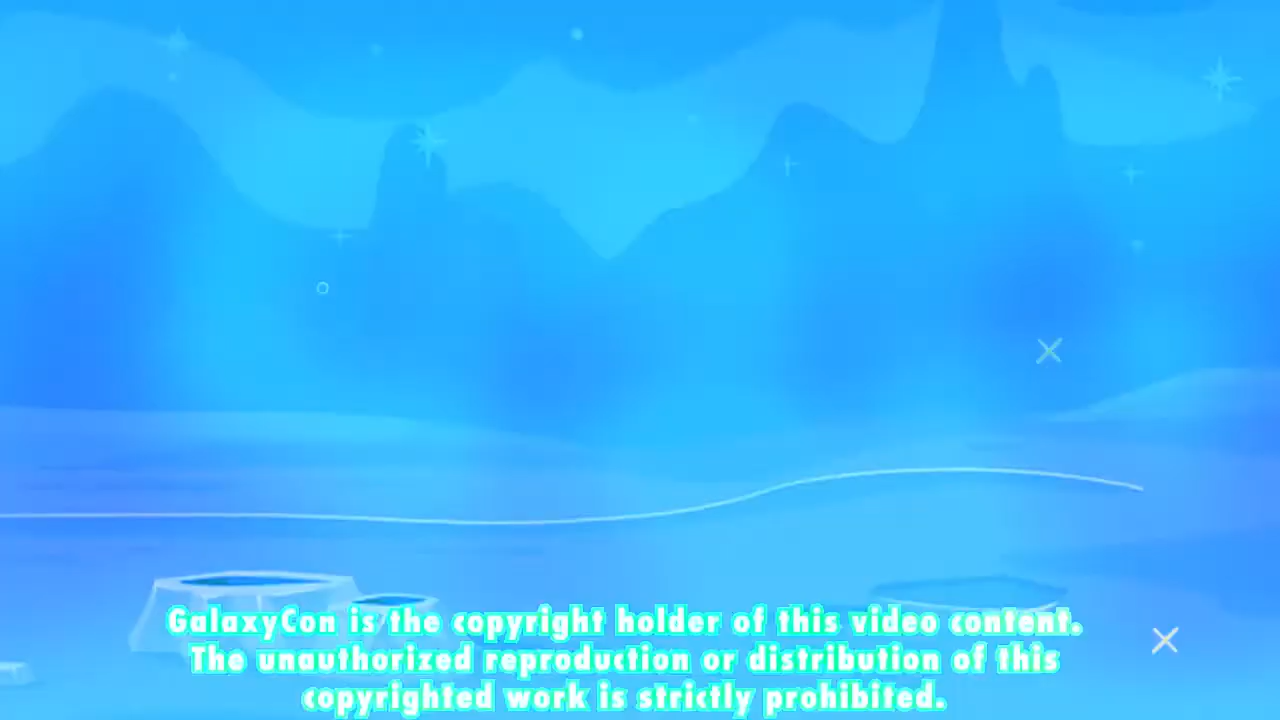 GalaxyCon is the copyright holder of this video content.
The unauthorized reproduction or distribution of this
copyrighted work is strictly prohibited.